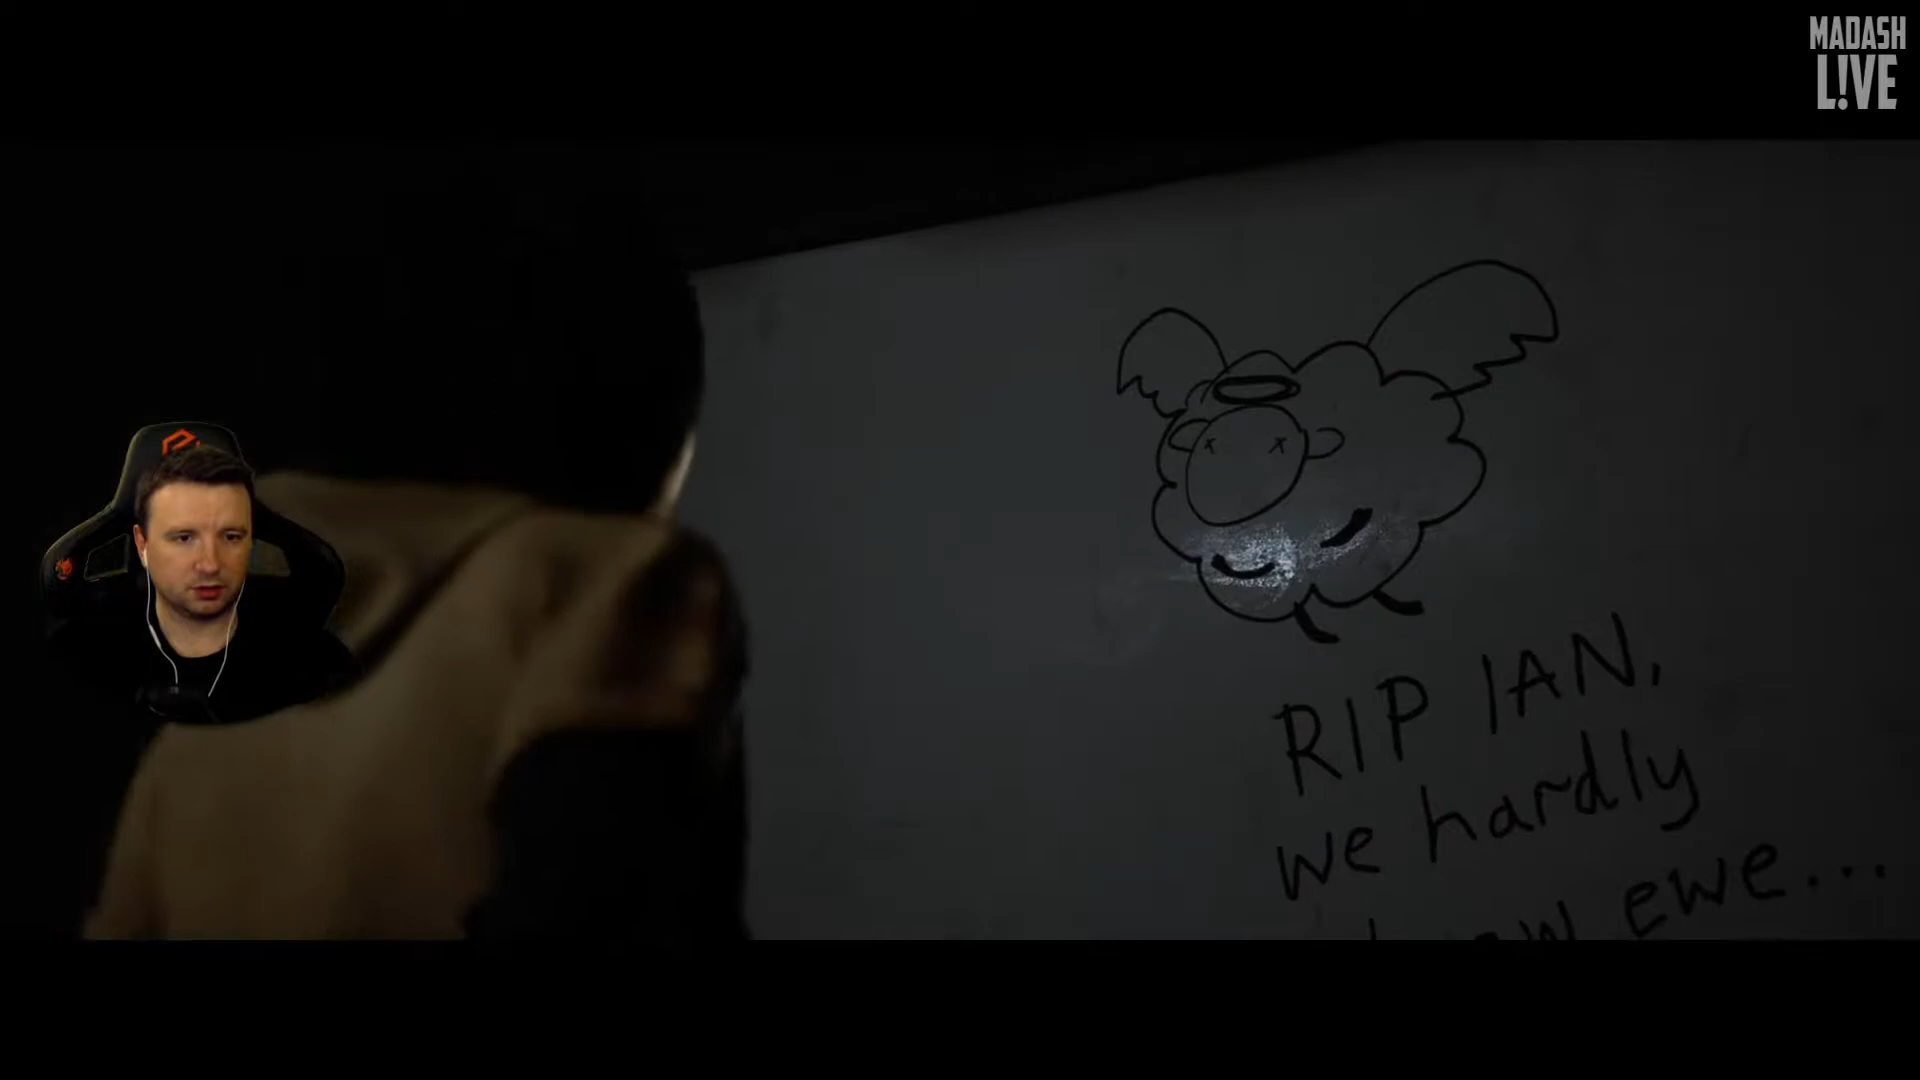 MADASH
L!VE
RIP IAN,
we hardly
ewe...